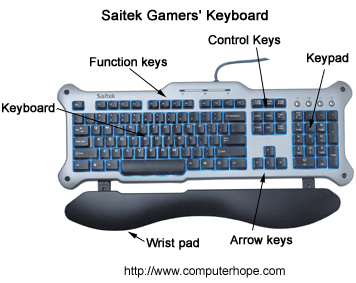 Saitek Gamers' Keyboard
Control Keys
Function keys
Keypad
Saitek
Keyboard
Wrist pad
Arrow keys
http://www.computerhope.com